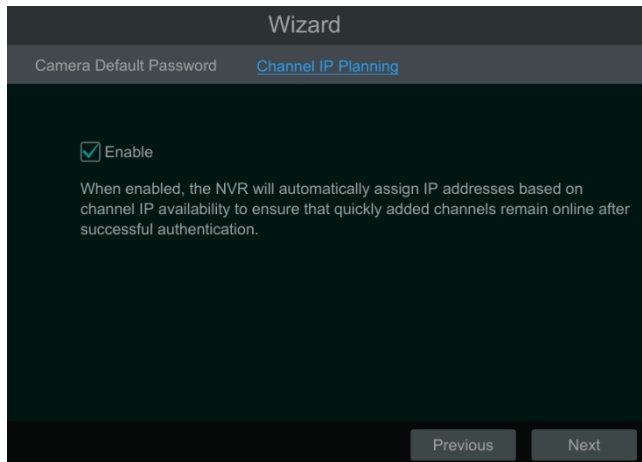 Wizard
Camera Default Password
Channel IP Planning
Enable
When enabled, the NVR will automatically assign IP addresses based on
channel IP availability to ensure that quickly added channels remain online after
successful authentication.
Previous
Next